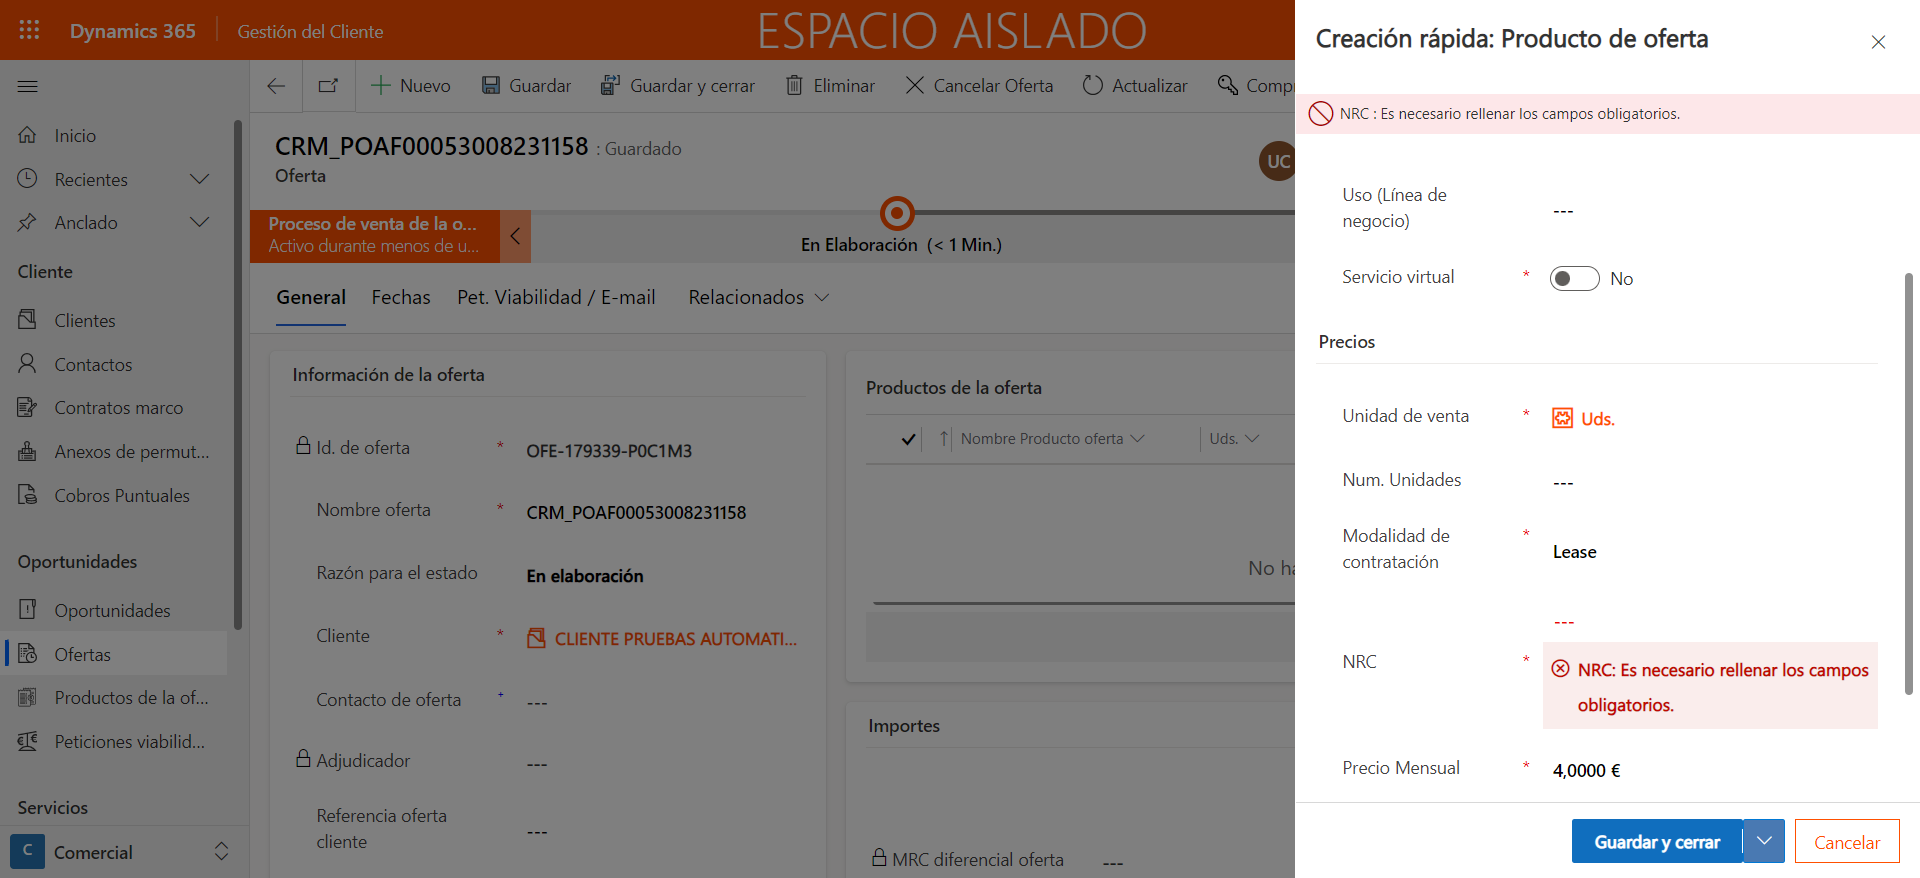 Dynamics 365
Gestión del Cliente
ESPACIO AISLADO
Nuevo
Guardar
Guardar y cerrar
Eliminar
Cancelar Oferta
Actualizar
Comp
CRM_POAF00053008231158 : Guardado
Oferta
UC
Proceso de venta de la o...
Activo durante menos de u...
En Elaboración (< 1 Min.)
General
Fechas
Pet. Viabilidad / E-mail
Relacionados
Inicio
Recientes
Anclado
Cliente
Clientes
Contactos
Contratos marco
Anexos de permut...
Cobros Puntuales
Oportunidades
Oportunidades
Ofertas
Productos de la of...
Peticiones viabilid...
Servicios
C
Comercial
Información de la oferta
Id. de oferta * OFE-179339-P0C1M3
Nombre oferta * CRM_POAF00053008231158
Razón para el estado En elaboración
Cliente * CLIENTE PRUEBAS AUTOMATI...
Contacto de oferta + ---
Adjudicador ---
Referencia oferta
cliente
---
Productos de la oferta
Nombre Producto oferta
Uds.
No ha
Importes
MRC diferencial oferta ---
Creación rápida: Producto de oferta
NRC : Es necesario rellenar los campos obligatorios.
Uso (Línea de
negocio)
---
Servicio virtual * No
Precios
Unidad de venta * Uds.
Num. Unidades ---
Modalidad de
contratación
* Lease
---
NRC *
NRC: Es necesario rellenar los campos
obligatorios.
Precio Mensual * 4,0000 €
Guardar y cerrar
Cancelar